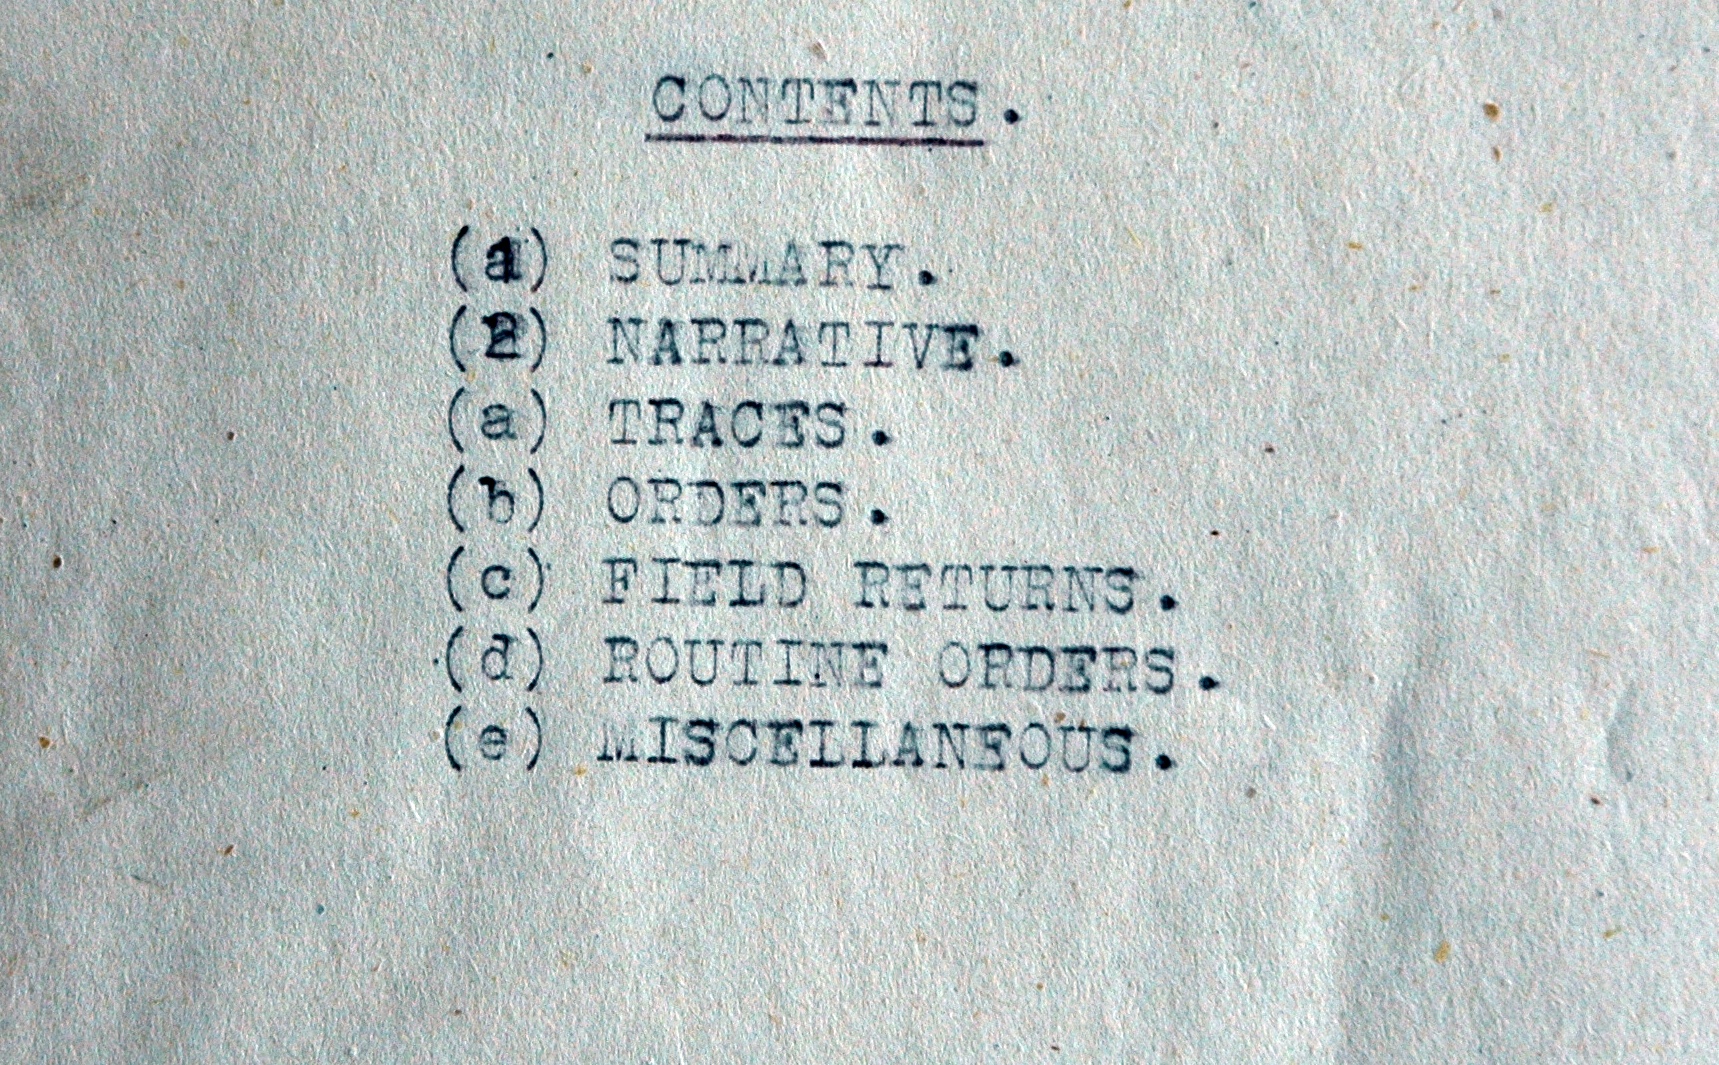 CONTENTS.
(1) SUMMARY.
(2) NARRATIVE.
(a) TRACES.
(b) ORDERS.
(c) FIELD RETURNS.
(d) ROUTINE ORDERS.
(e) MISCELLANEOUS.